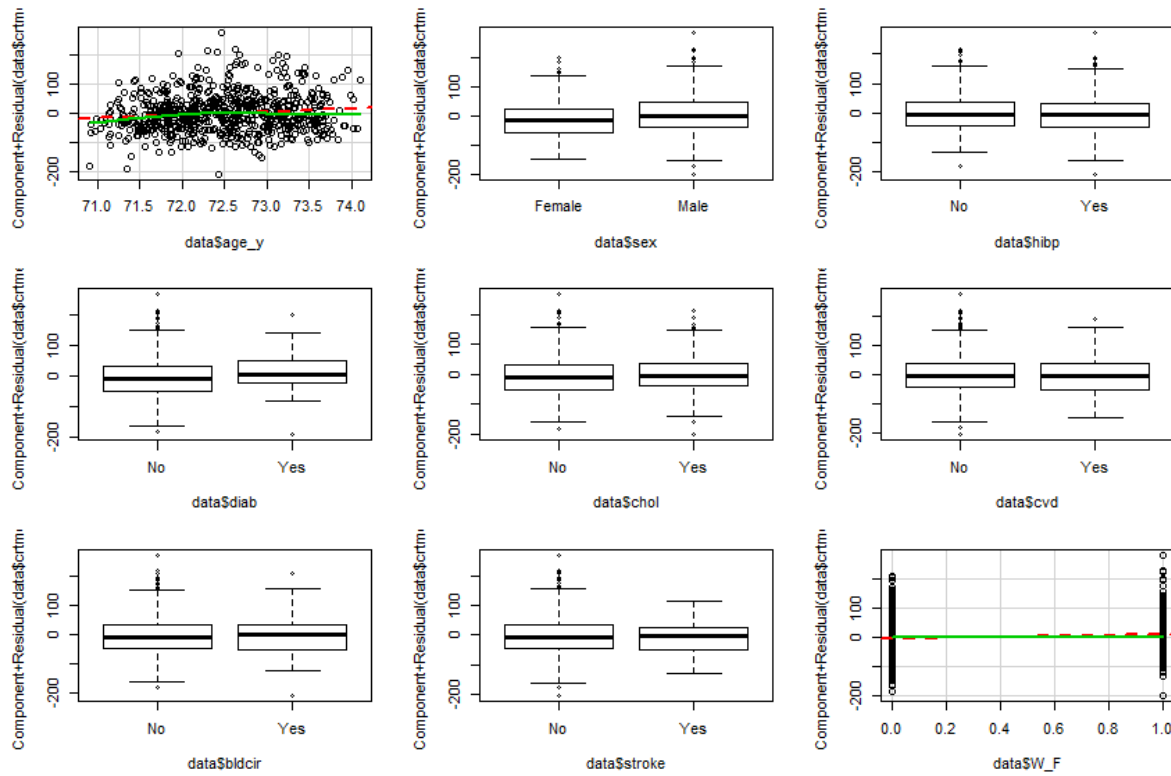 Component+Residual(data$crtm
100
0
-200
71.0 71.5 72.0 72.5 73.0 73.5 74.0
data$age_y
Component+Residual(data$crtm
100
0
-200
Female Male
data$sex
Component+Residual(data$crtm
100
0
-200
No Yes
data$hibp
Component+Residual(data$crtm
100
0
-200
No Yes
data$diab
Component+Residual(data$crtm
100
0
-200
No Yes
data$chol
Component+Residual(data$crtm
100
0
-200
No Yes
data$cvd
Component+Residual(data$crtm
100
0
-200
No Yes
data$bldcir
Component+Residual(data$crtm
100
0
-200
No Yes
data$stroke
Component+Residual(data$crtm
100
0
-200
0.0 0.2 0.4 0.6 0.8 1.0
data$W_F